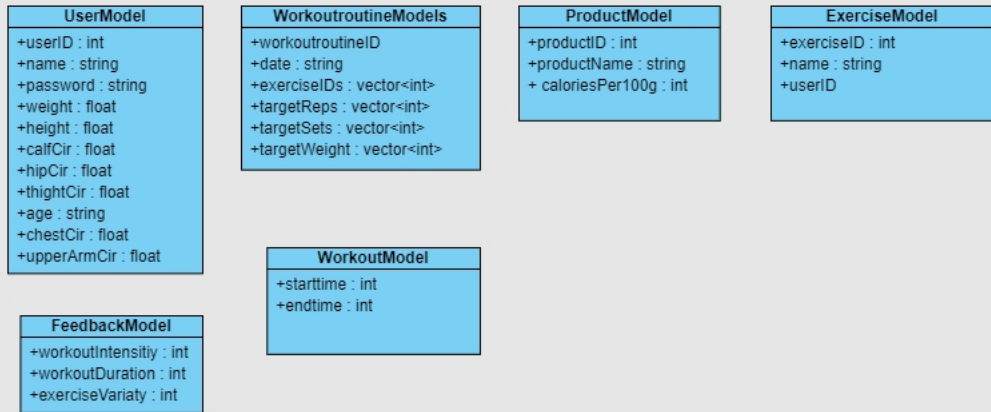 UserModel
+userID : int
+name : string
+password : string
+weight : float
+height : float
+calfCir : float
+hipCir : float
+thightCir : float
+age : string
+chestCir : float
+upperArmCir : float
WorkoutroutineModels
+workoutroutineID
+date : string
+exerciseIDs : vector<int>
+targetReps : vector<int>
+targetSets : vector<int>
+targetWeight : vector<int>
ProductModel
+productID : int
+productName : string
+ caloriesPer100g : int
ExerciseModel
+exerciseID : int
+name : string
+userID
WorkoutModel
+starttime : int
+endtime : int
FeedbackModel
+workoutIntensitiy : int
+workoutDuration : int
+exerciseVariaty : int